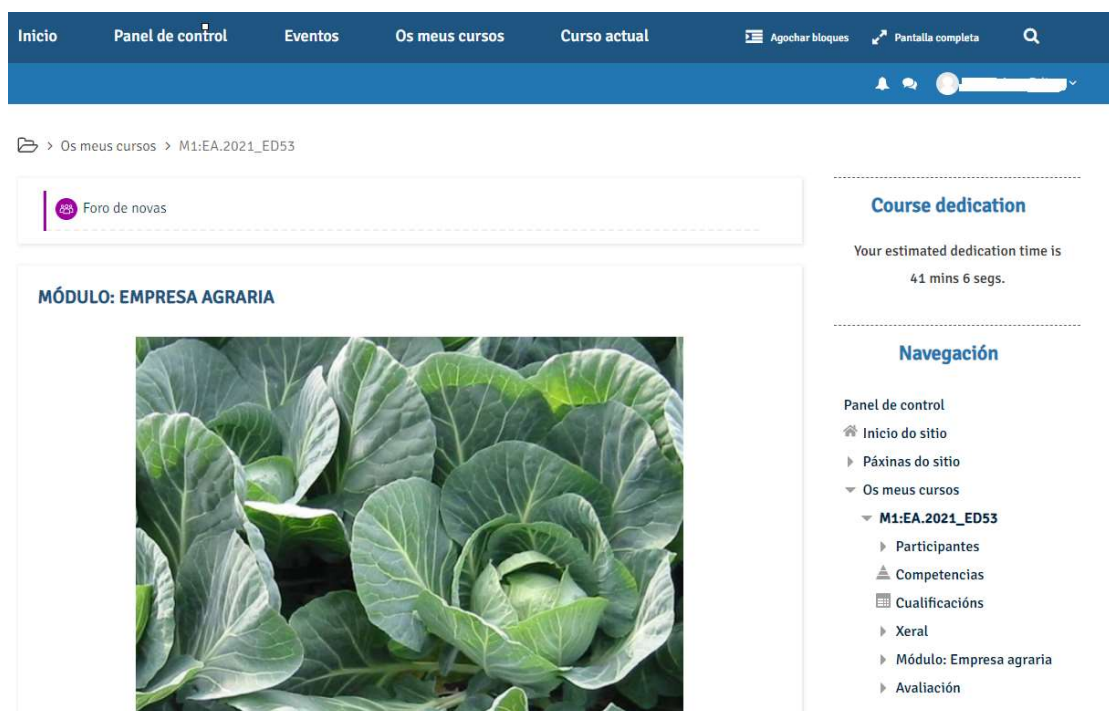 Inicio Panel de control Eventos Os meus cursos Curso actual Agochar bloques Pantalla completa
> Os meus cursos > M1:EA.2021_ED53
Foro de novas
MÓDULO: EMPRESA AGRARIA
Course dedication
Your estimated dedication time is
41 mins 6 segs.
Navegación
Panel de control
Inicio do sitio
Páxinas do sitio
Os meus cursos
M1:EA.2021_ED53
Participantes
Competencias
Cualificacións
Xeral
Módulo: Empresa agraria
Avaliación